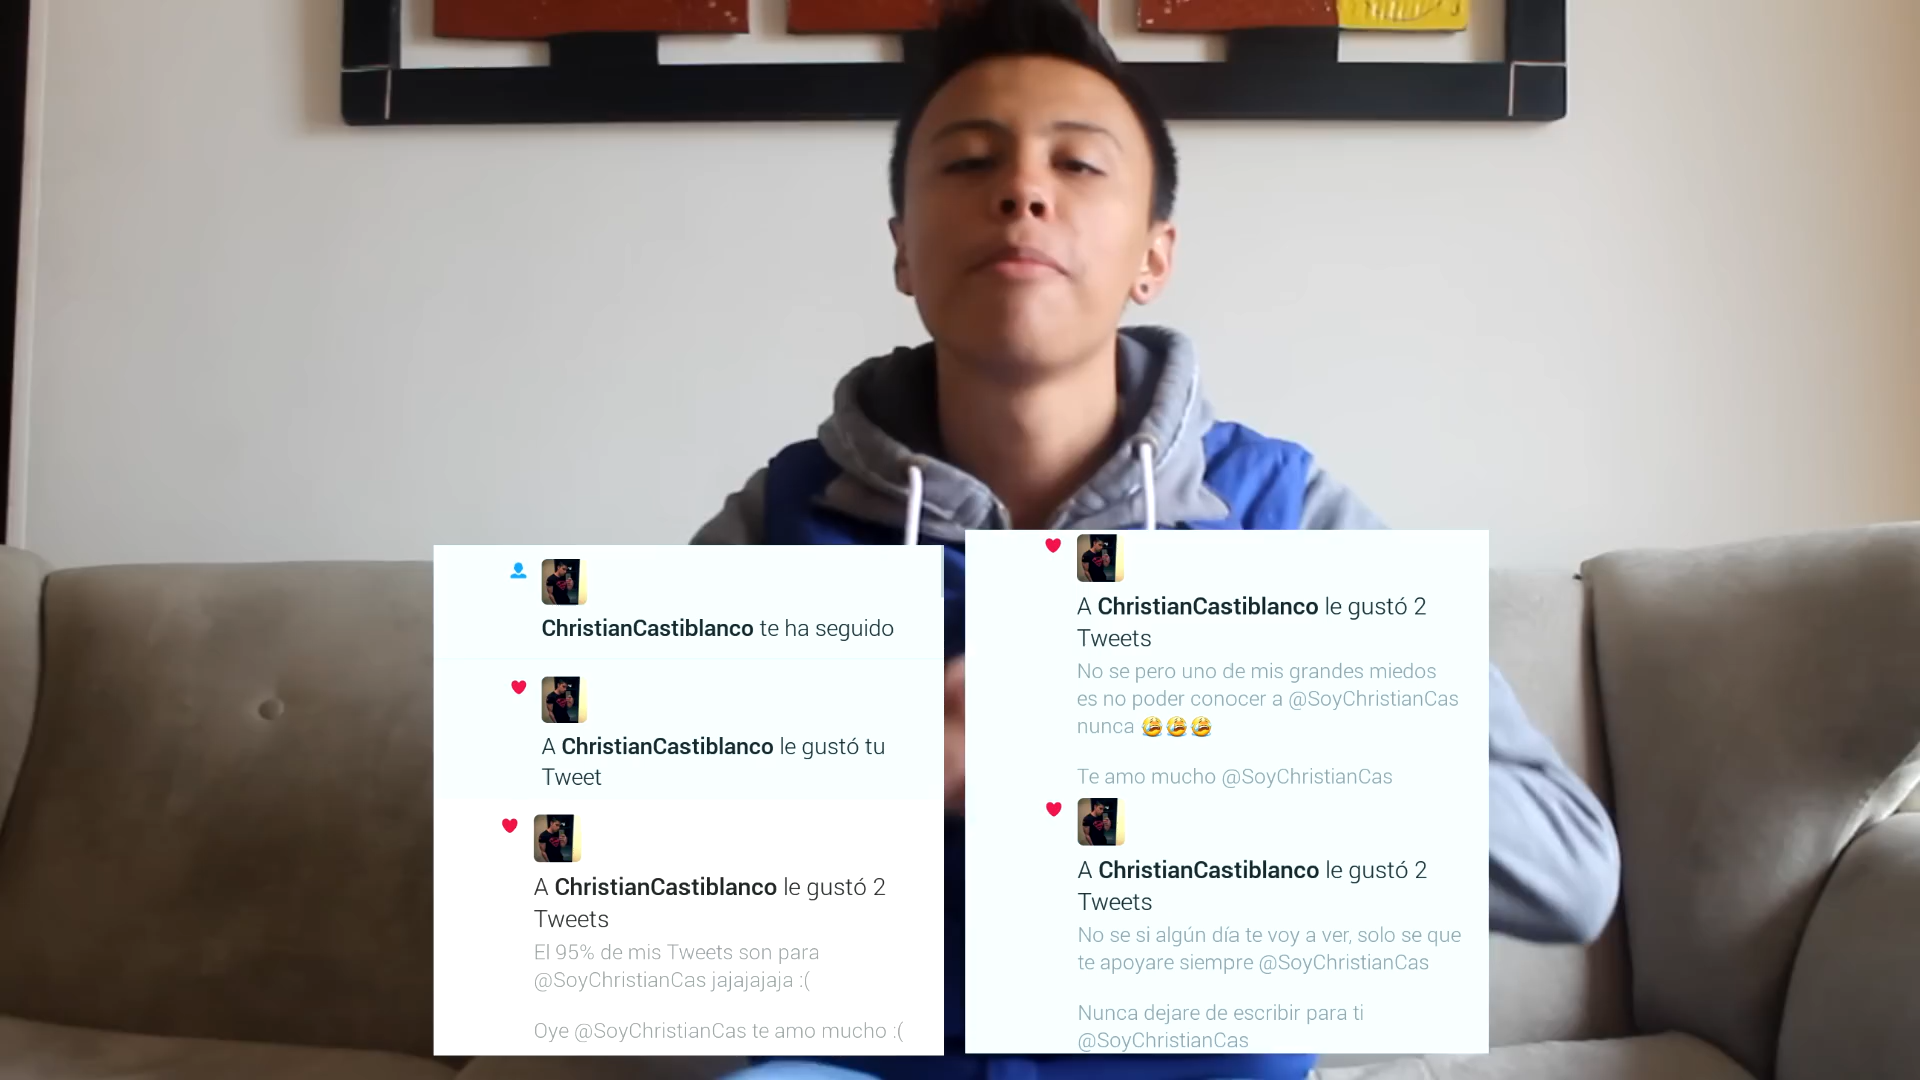 ChristianCastiblanco te ha seguido
A ChristianCastiblanco le gustó tu
Tweet
A ChristianCastiblanco le gustó 2
Tweets
El 95% de mis Tweets son para
@SoyChristianCas jajajajaja :(
Oye @SoyChristianCas te amo mucho :(
A ChristianCastiblanco le gustó 2
Tweets
No se pero uno de mis grandes miedos
es no poder conocer a @SoyChristianCas
nunca 😭😭😭
Te amo mucho @SoyChristianCas
A ChristianCastiblanco le gustó 2
Tweets
No se si algún día te voy a ver, solo se que
te apoyare siempre @SoyChristianCas
Nunca dejare de escribir para ti
@SoyChristianCas